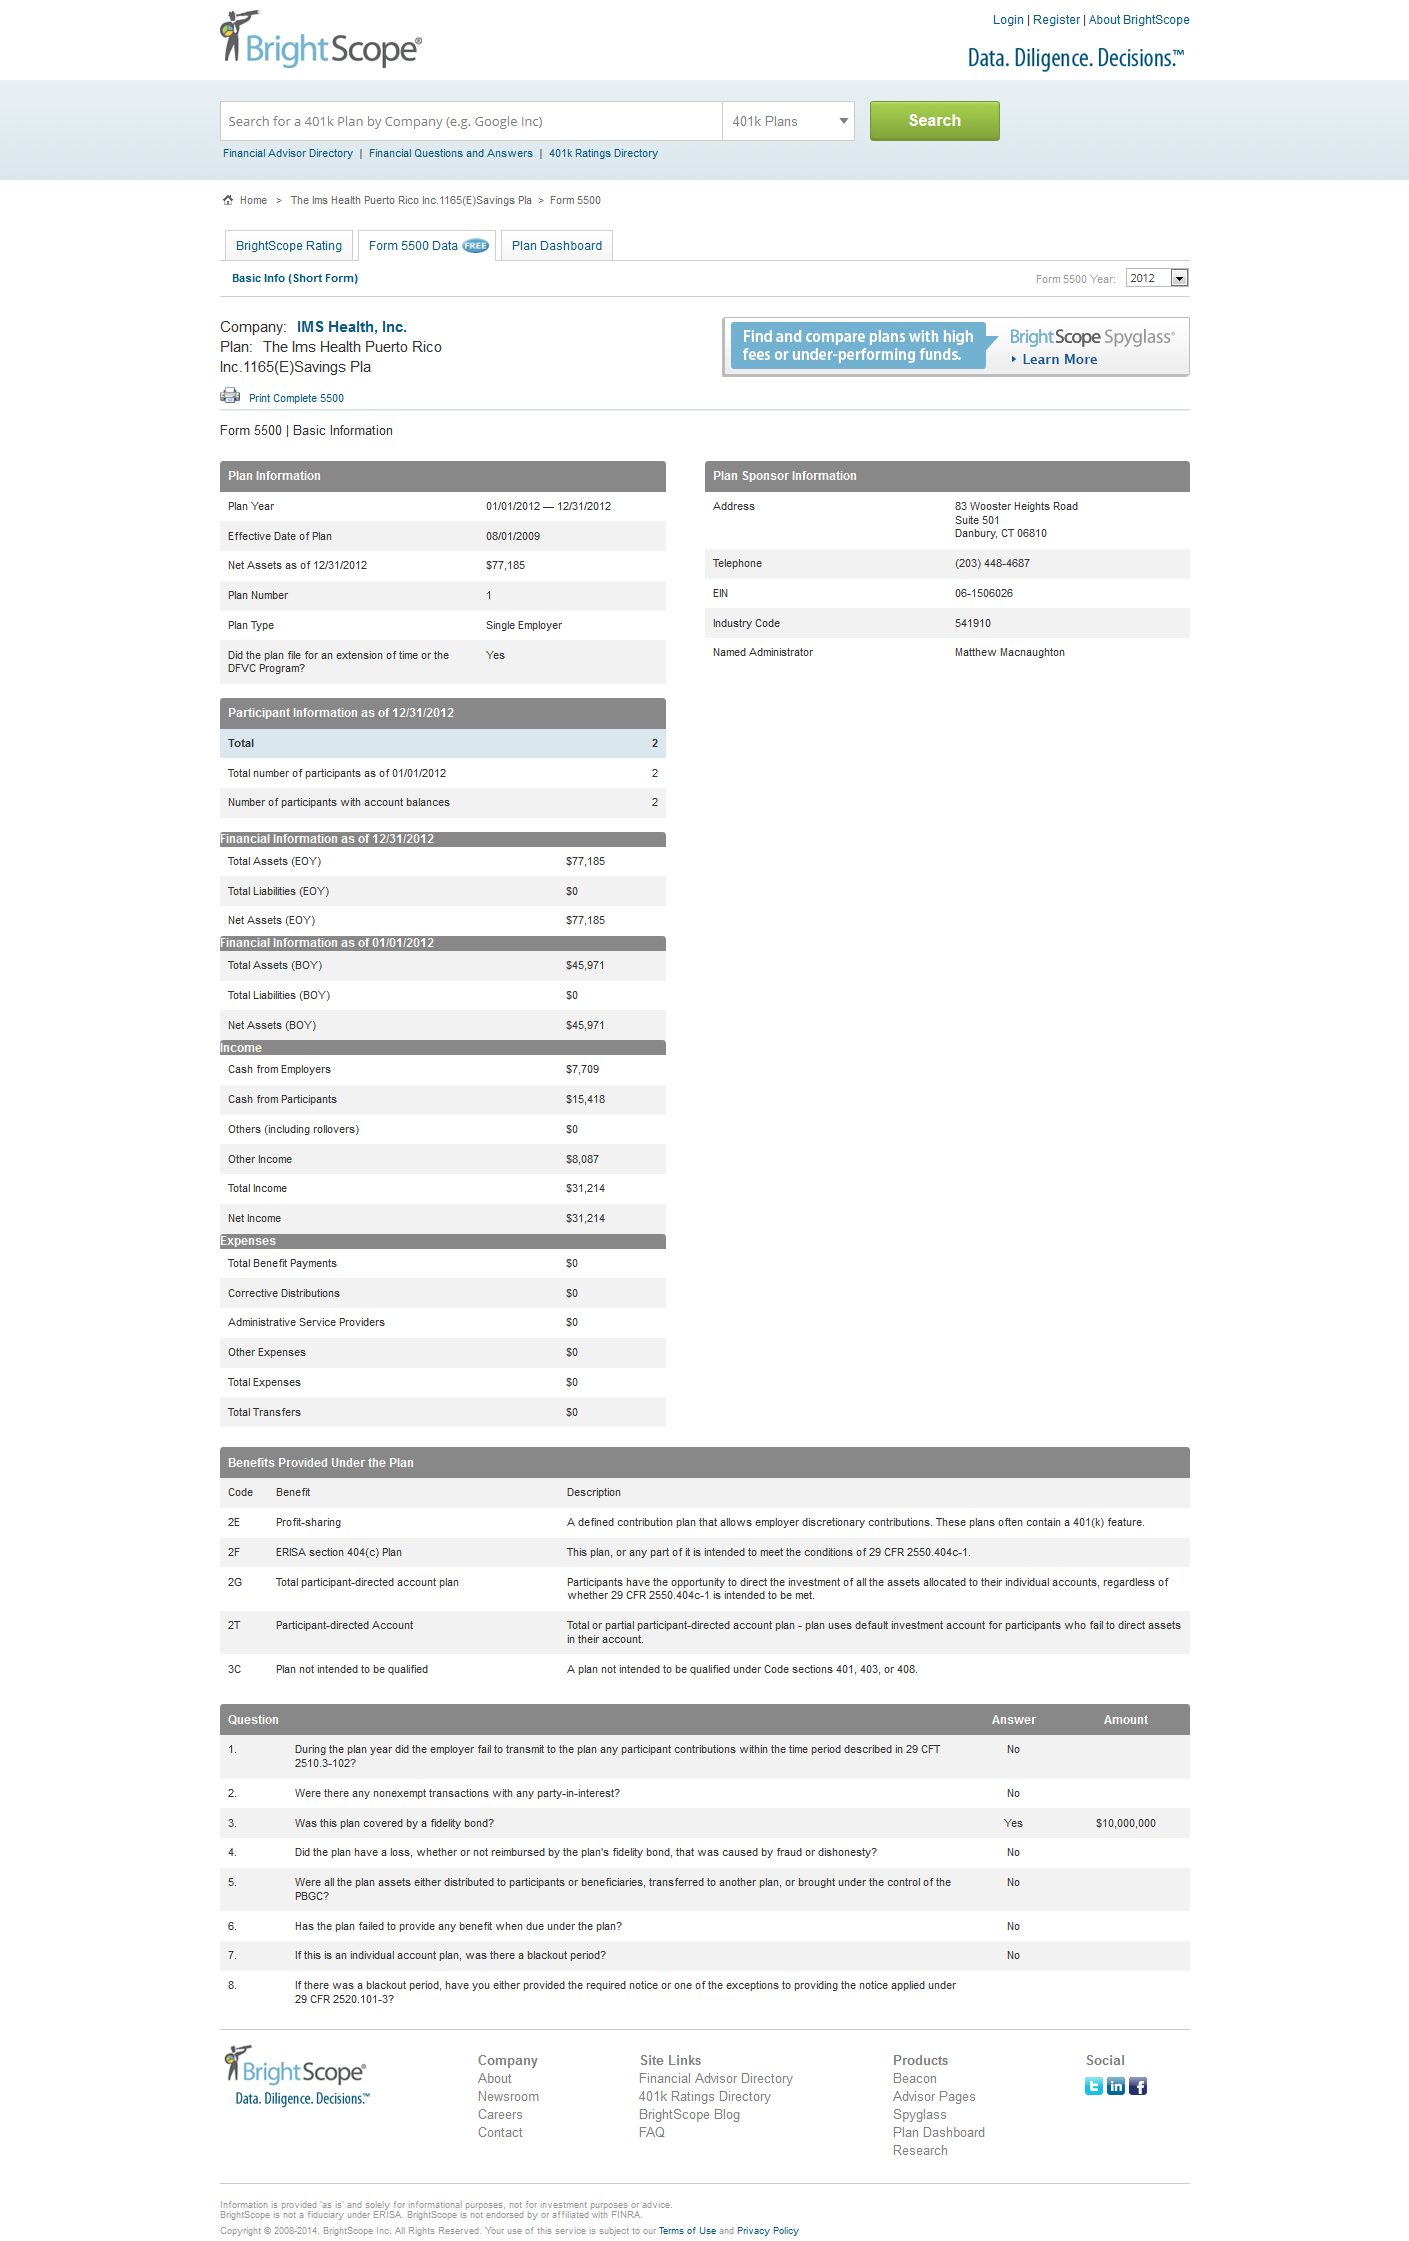 Login | Register | About BrightScope
BrightScope®
Data. Diligence. Decisions.™
Search for a 401k Plan by Company (e.g. Google Inc)
401k Plans
Search
Financial Advisor Directory | Financial Questions and Answers | 401k Ratings Directory
Home > The Ims Health Puerto Rico Inc.1165(E)Savings Pla > Form 5500
BrightScope Rating
Form 5500 Data FREE
Plan Dashboard
Basic Info (Short Form)
Form 5500 Year: 2012
Company: IMS Health, Inc.
Plan: The Ims Health Puerto Rico
Inc.1165(E)Savings Pla
Find and compare plans with high
fees or under-performing funds.
BrightScope Spyglass®
Learn More
Print Complete 5500
Form 5500 | Basic Information
Plan Information
Plan Year 01/01/2012 — 12/31/2012
Effective Date of Plan 08/01/2009
Net Assets as of 12/31/2012 $77,185
Plan Number 1
Plan Type Single Employer
Did the plan file for an extension of time or the Yes
DFVC Program?
Plan Sponsor Information
Address 83 Wooster Heights Road
Suite 501
Danbury, CT 06810
Telephone (203) 448-4687
EIN 06-1506026
Industry Code 541910
Named Administrator Matthew Macnaughton
Participant Information as of 12/31/2012
Total 2
Total number of participants as of 01/01/2012 2
Number of participants with account balances 2
Financial Information as of 12/31/2012
Total Assets (EOY) $77,185
Total Liabilities (EOY) $0
Net Assets (EOY) $77,185
Financial Information as of 01/01/2012
Total Assets (BOY) $45,971
Total Liabilities (BOY) $0
Net Assets (BOY) $45,971
Income
Cash from Employers $7,709
Cash from Participants $15,418
Others (including rollovers) $0
Other Income $8,087
Total Income $31,214
Net Income $31,214
Expenses
Total Benefit Payments $0
Corrective Distributions $0
Administrative Service Providers $0
Other Expenses $0
Total Expenses $0
Total Transfers $0
Benefits Provided Under the Plan
Code Benefit Description
2E Profit-sharing A defined contribution plan that allows employer discretionary contributions. These plans often contain a 401(k) feature.
2F ERISA section 404(c) Plan This plan, or any part of it is intended to meet the conditions of 29 CFR 2550.404c-1.
2G Total participant-directed account plan Participants have the opportunity to direct the investment of all the assets allocated to their individual accounts, regardless of
whether 29 CFR 2550.404c-1 is intended to be met.
2T Participant-directed Account Total or partial participant-directed account plan - plan uses default investment account for participants who fail to direct assets
in their account.
3C Plan not intended to be qualified A plan not intended to be qualified under Code sections 401, 403, or 408.
Question Answer Amount
1. During the plan year did the employer fail to transmit to the plan any participant contributions within the time period described in 29 CFT No
2510.3-102?
2. Were there any nonexempt transactions with any party-in-interest? No
3. Was this plan covered by a fidelity bond? Yes $10,000,000
4. Did the plan have a loss, whether or not reimbursed by the plan's fidelity bond, that was caused by fraud or dishonesty? No
5. Were all the plan assets either distributed to participants or beneficiaries, transferred to another plan, or brought under the control of the No
PBGC?
6. Has the plan failed to provide any benefit when due under the plan? No
7. If this is an individual account plan, was there a blackout period? No
8. If there was a blackout period, have you either provided the required notice or one of the exceptions to providing the notice applied under
29 CFR 2520.101-3?
BrightScope®
Data. Diligence. Decisions.™
Company
About
Newsroom
Careers
Contact
Site Links
Financial Advisor Directory
401k Ratings Directory
BrightScope Blog
FAQ
Products
Beacon
Advisor Pages
Spyglass
Plan Dashboard
Research
Social
Information is provided 'as is' and solely for informational purposes, not for investment purposes or advice.
BrightScope is not a fiduciary under ERISA. BrightScope is not endorsed by or affiliated with FINRA.
Copyright © 2008-2014, BrightScope Inc. All Rights Reserved. Your use of this service is subject to our Terms of Use and Privacy Policy